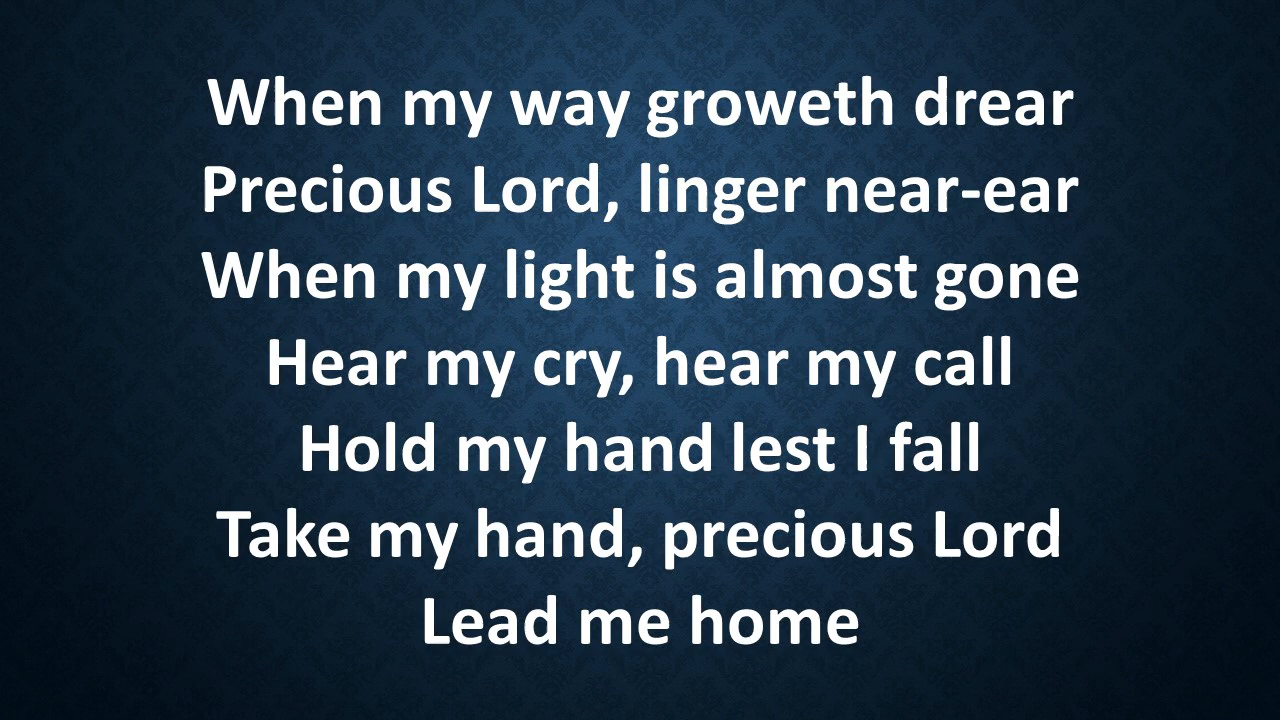 When my way groweth drear
Precious Lord, linger near-ear
When my light is almost gone
Hear my cry, hear my call
Hold my hand lest I fall
Take my hand, precious Lord
Lead me home